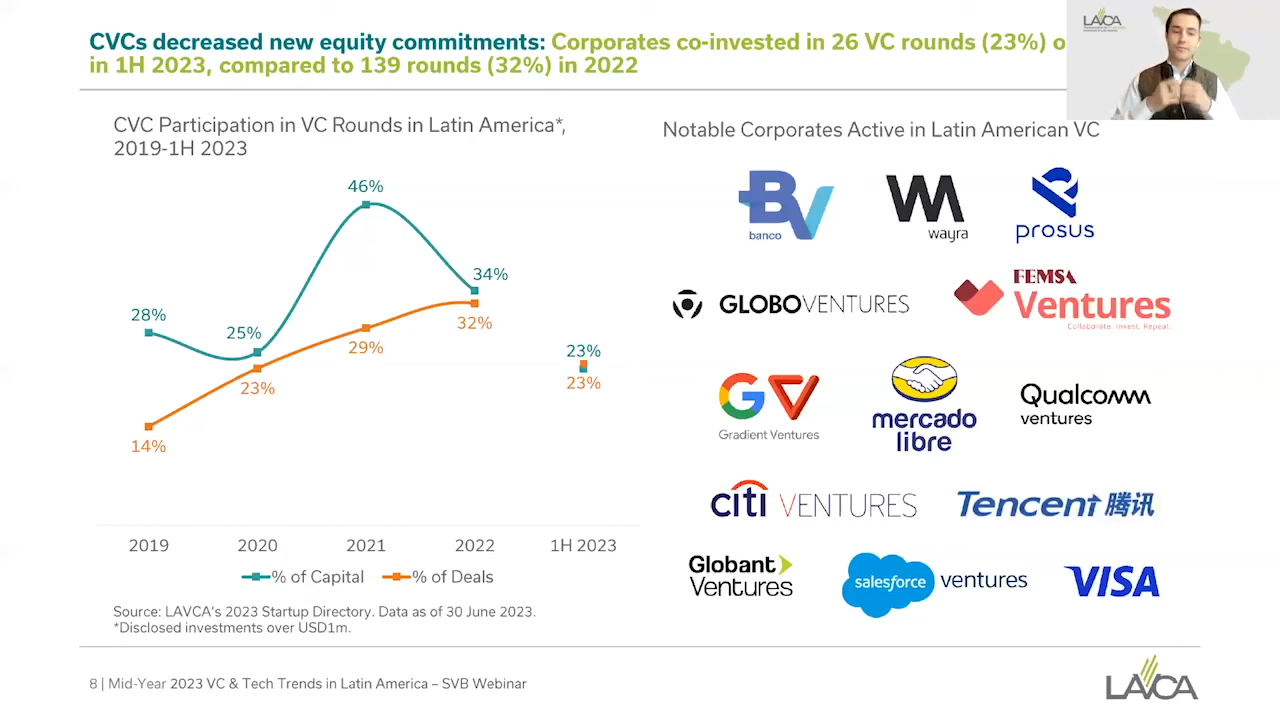 CVCs decreased new equity commitments: Corporates co-invested in 26 VC rounds (23%) o
in 1H 2023, compared to 139 rounds (32%) in 2022
LAVCA
CVC Participation in VC Rounds in Latin America*,
2019-1H 2023
46%
34%
28%
25%
32%
29%
23%
23%
23%
14%
2019
2020
2021
2022
1H 2023
% of Capital
% of Deals
Source: LAVCA's 2023 Startup Directory. Data as of 30 June 2023.
*Disclosed investments over USD1m.
Notable Corporates Active in Latin American VC
BV
banco
wayra
prosus
GLOBOVENTURES
FEMSA
Ventures
Collaborate. Invest. Repeat.
Gradient Ventures
mercado
libre
Qualcomm
ventures
citi VENTURES
Tencent 腾讯
Globant
Ventures
salesforce ventures
VISA
8 | Mid-Year 2023 VC & Tech Trends in Latin America – SVB Webinar
LAVCA